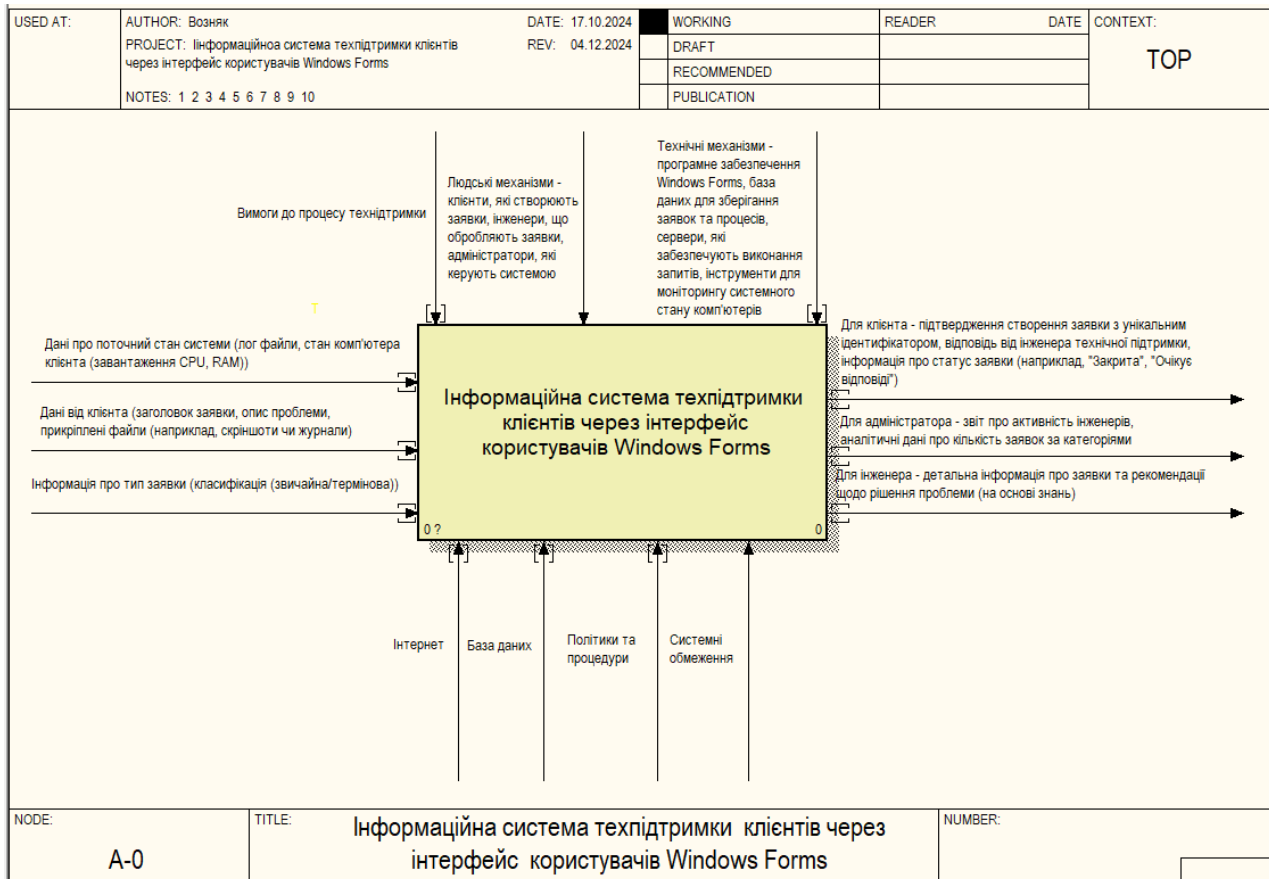 USED AT:
AUTHOR: Возняк
DATE: 17.10.2024
REV: 04.12.2024
PROJECT: Іінформаційноа система техпідтримки клієнтів
через інтерфейс користувачів Windows Forms
NOTES: 1 2 3 4 5 6 7 8 9 10
WORKING
DRAFT
RECOMMENDED
PUBLICATION
READER
DATE
CONTEXT:
TOP
Вимоги до процесу технідтримки
Людські механізми -
клієнти, які створюють
заявки, інженери, що
обробляють заявки,
адміністратори, які
керують системою
Технічні механізми -
програмне забезпечення
Windows Forms, база
даних для зберігання
заявок та процесів,
сервери, які
забезпечують виконання
запитів, інструменти для
моніторингу системного
стану комп'ютерів
Дані про поточний стан системи (лог файли, стан комп'ютера
клієнта (завантаження CPU, RAM))
Дані від клієнта (заголовок заявки, опис проблеми,
прикріплені файли (наприклад, скріншоти чи журнали)
Інформація про тип заявки (класифікація (звичайна/термінова))
Інформаційна система техпідтримки
клієнтів через інтерфейс
користувачів Windows Forms
0 ?
0
Для клієнта - підтвердження створення заявки з унікальним
ідентифікатором, відповідь від інженера технічної підтримки,
інформація про статус заявки (наприклад, "Закрита", "Очікує
відповіді")
Для адміністратора - звіт про активність інженерів,
аналітичні дані про кількість заявок за категоріями
Для інженера - детальна інформація про заявки та рекомендації
щодо рішення проблеми (на основі знань)
Інтернет
База даних
Політики та
процедури
Системні
обмеження
NODE:
A-0
TITLE:
Інформаційна система техпідтримки клієнтів через
інтерфейс користувачів Windows Forms
NUMBER: